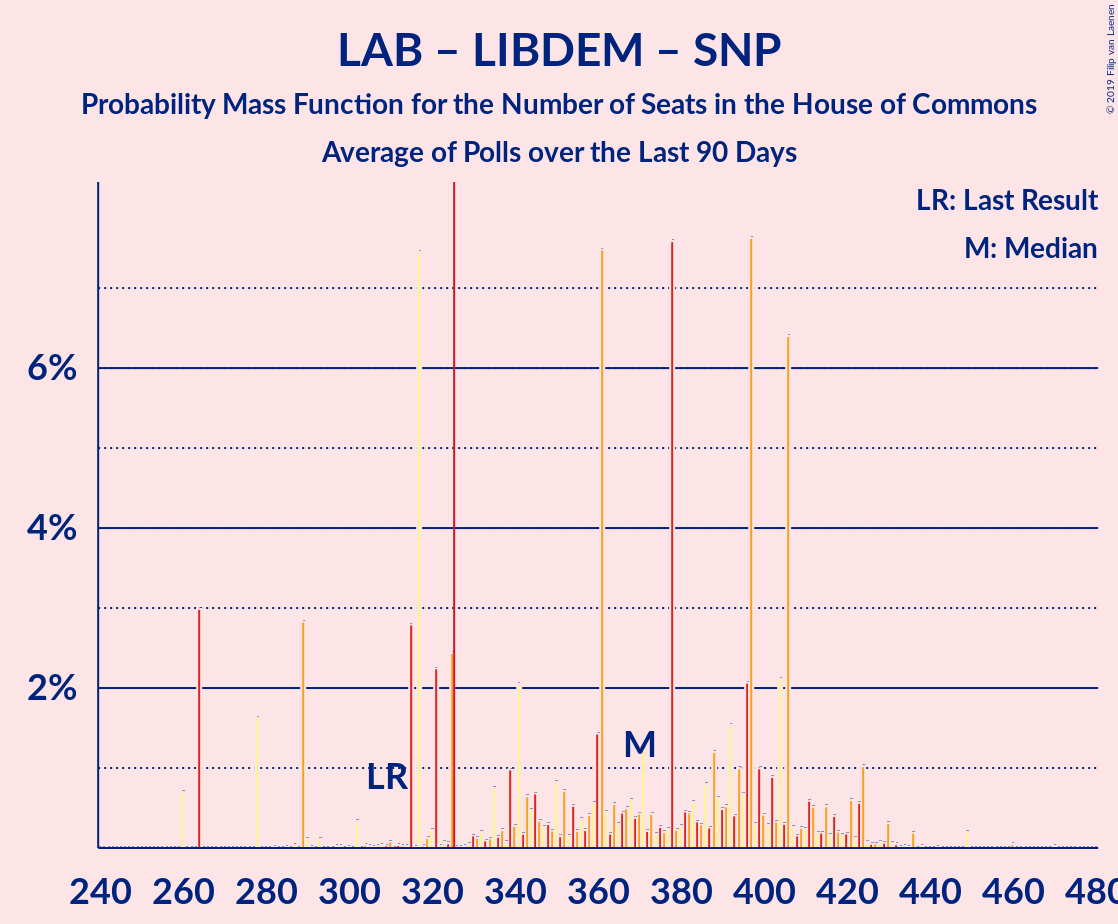 LAB – LIBDEM – SNP
Probability Mass Function for the Number of Seats in the House of Commons
Average of Polls over the Last 90 Days
© 2019 Filip van Laenen
LR: Last Result
M: Median
6%
4%
2%
LR
M
240 260 280 300 320 340 360 380 400 420 440 460 480